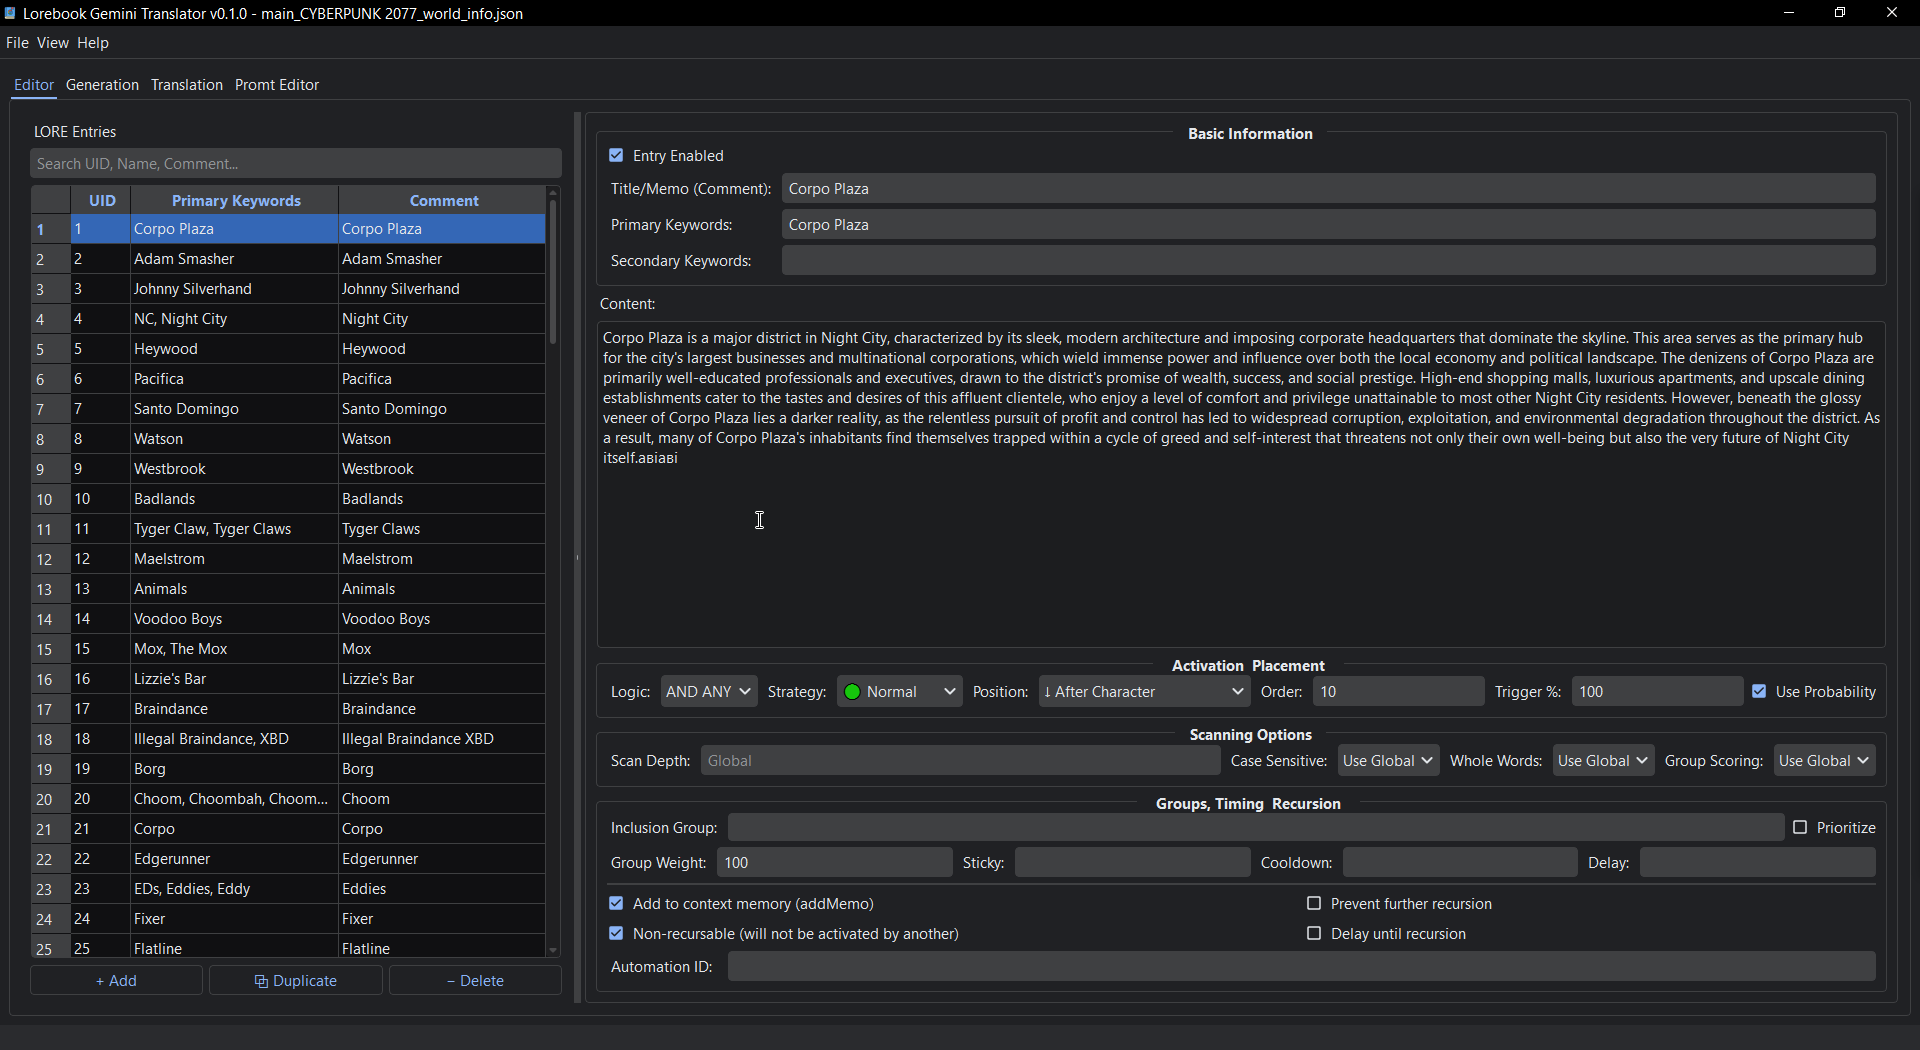 Lorebook Gemini Translator v0.1.0 - main_CYBERPUNK 2077_world_info.json
File View Help
Editor Generation Translation Promt Editor
LORE Entries
Search UID, Name, Comment...
UID Primary Keywords Comment
1 1 Corpo Plaza Corpo Plaza
2 2 Adam Smasher Adam Smasher
3 3 Johnny Silverhand Johnny Silverhand
4 4 NC, Night City Night City
5 5 Heywood Heywood
6 6 Pacifica Pacifica
7 7 Santo Domingo Santo Domingo
8 8 Watson Watson
9 9 Westbrook Westbrook
10 10 Badlands Badlands
11 11 Tyger Claw, Tyger Claws Tyger Claws
12 12 Maelstrom Maelstrom
13 13 Animals Animals
14 14 Voodoo Boys Voodoo Boys
15 15 Mox, The Mox Mox
16 16 Lizzie's Bar Lizzie's Bar
17 17 Braindance Braindance
18 18 Illegal Braindance, XBD Illegal Braindance XBD
19 19 Borg Borg
20 20 Choom, Choombah, Choom... Choom
21 21 Corpo Corpo
22 22 Edgerunner Edgerunner
23 23 EDs, Eddies, Eddy Eddies
24 24 Fixer Fixer
25 25 Flatline Flatline
+ Add Duplicate − Delete
Basic Information
Entry Enabled
Title/Memo (Comment): Corpo Plaza
Primary Keywords: Corpo Plaza
Secondary Keywords:
Content:
Corpo Plaza is a major district in Night City, characterized by its sleek, modern architecture and imposing corporate headquarters that dominate the skyline. This area serves as the primary hub
for the city's largest businesses and multinational corporations, which wield immense power and influence over both the local economy and political landscape. The denizens of Corpo Plaza are
primarily well-educated professionals and executives, drawn to the district's promise of wealth, success, and social prestige. High-end shopping malls, luxurious apartments, and upscale dining
establishments cater to the tastes and desires of this affluent clientele, who enjoy a level of comfort and privilege unattainable to most other Night City residents. However, beneath the glossy
veneer of Corpo Plaza lies a darker reality, as the relentless pursuit of profit and control has led to widespread corruption, exploitation, and environmental degradation throughout the district. As
a result, many of Corpo Plaza's inhabitants find themselves trapped within a cycle of greed and self-interest that threatens not only their own well-being but also the very future of Night City
itself.авіаві
Activation Placement
Logic: AND ANY Strategy: Normal Position: ↓ After Character Order: 10 Trigger %: 100 Use Probability
Scanning Options
Scan Depth: Global Case Sensitive: Use Global Whole Words: Use Global Group Scoring: Use Global
Groups, Timing Recursion
Inclusion Group: Prioritize
Group Weight: 100 Sticky: Cooldown: Delay:
Add to context memory (addMemo) Prevent further recursion
Non-recursable (will not be activated by another) Delay until recursion
Automation ID: